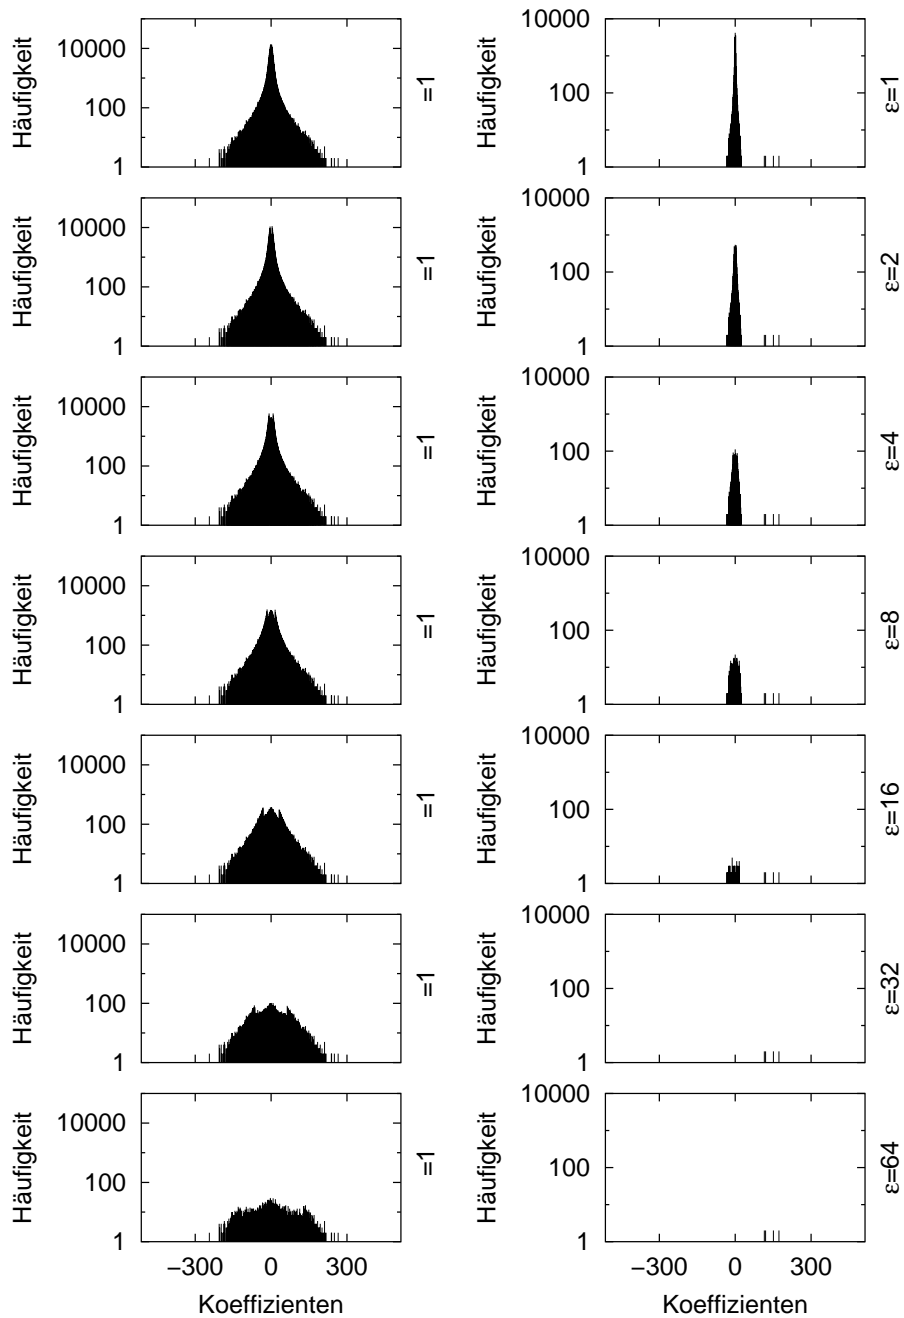 Häufigkeit 10000 100 1 =1
Häufigkeit 10000 100 1 ε=1
Häufigkeit 10000 100 1 =1
Häufigkeit 10000 100 1 ε=2
Häufigkeit 10000 100 1 =1
Häufigkeit 10000 100 1 ε=4
Häufigkeit 10000 100 1 =1
Häufigkeit 10000 100 1 ε=8
Häufigkeit 10000 100 1 =1
Häufigkeit 10000 100 1 ε=16
Häufigkeit 10000 100 1 =1
Häufigkeit 10000 100 1 ε=32
Häufigkeit 10000 100 1 =1
Häufigkeit 10000 100 1 ε=64
−300 0 300
−300 0 300
Koeffizienten
Koeffizienten